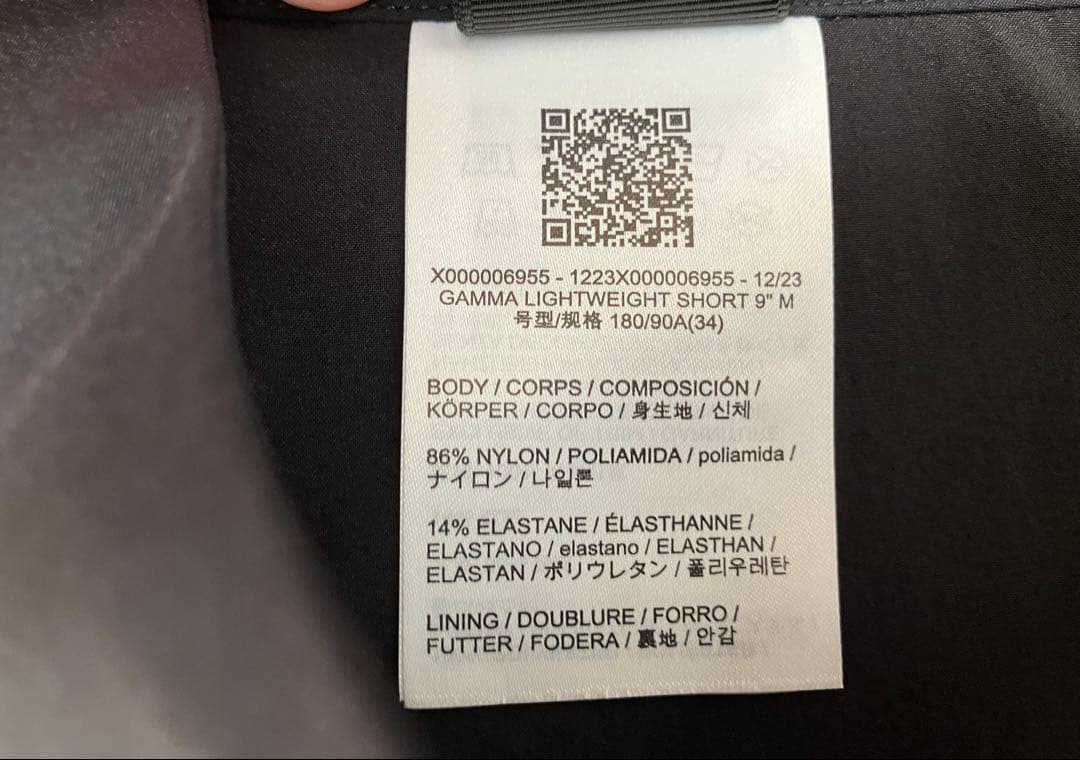 X000006955 - 1223X000006955 - 12/23
GAMMA LIGHTWEIGHT SHORT 9" M
号型/规格 180/90A(34)
BODY / CORPS / COMPOSICIÓN /
KÖRPER / CORPO / 身生地 / 신체
86% NYLON / POLIAMIDA / poliamida /
ナイロン / 나일론
14% ELASTANE / ÉLASTHANNE /
ELASTANO / elastano / ELASTHAN /
ELASTAN / ポリウレタン / 폴리우레탄
LINING / DOUBLURE / FORRO /
FUTTER / FODERA / 裏地 / 안감